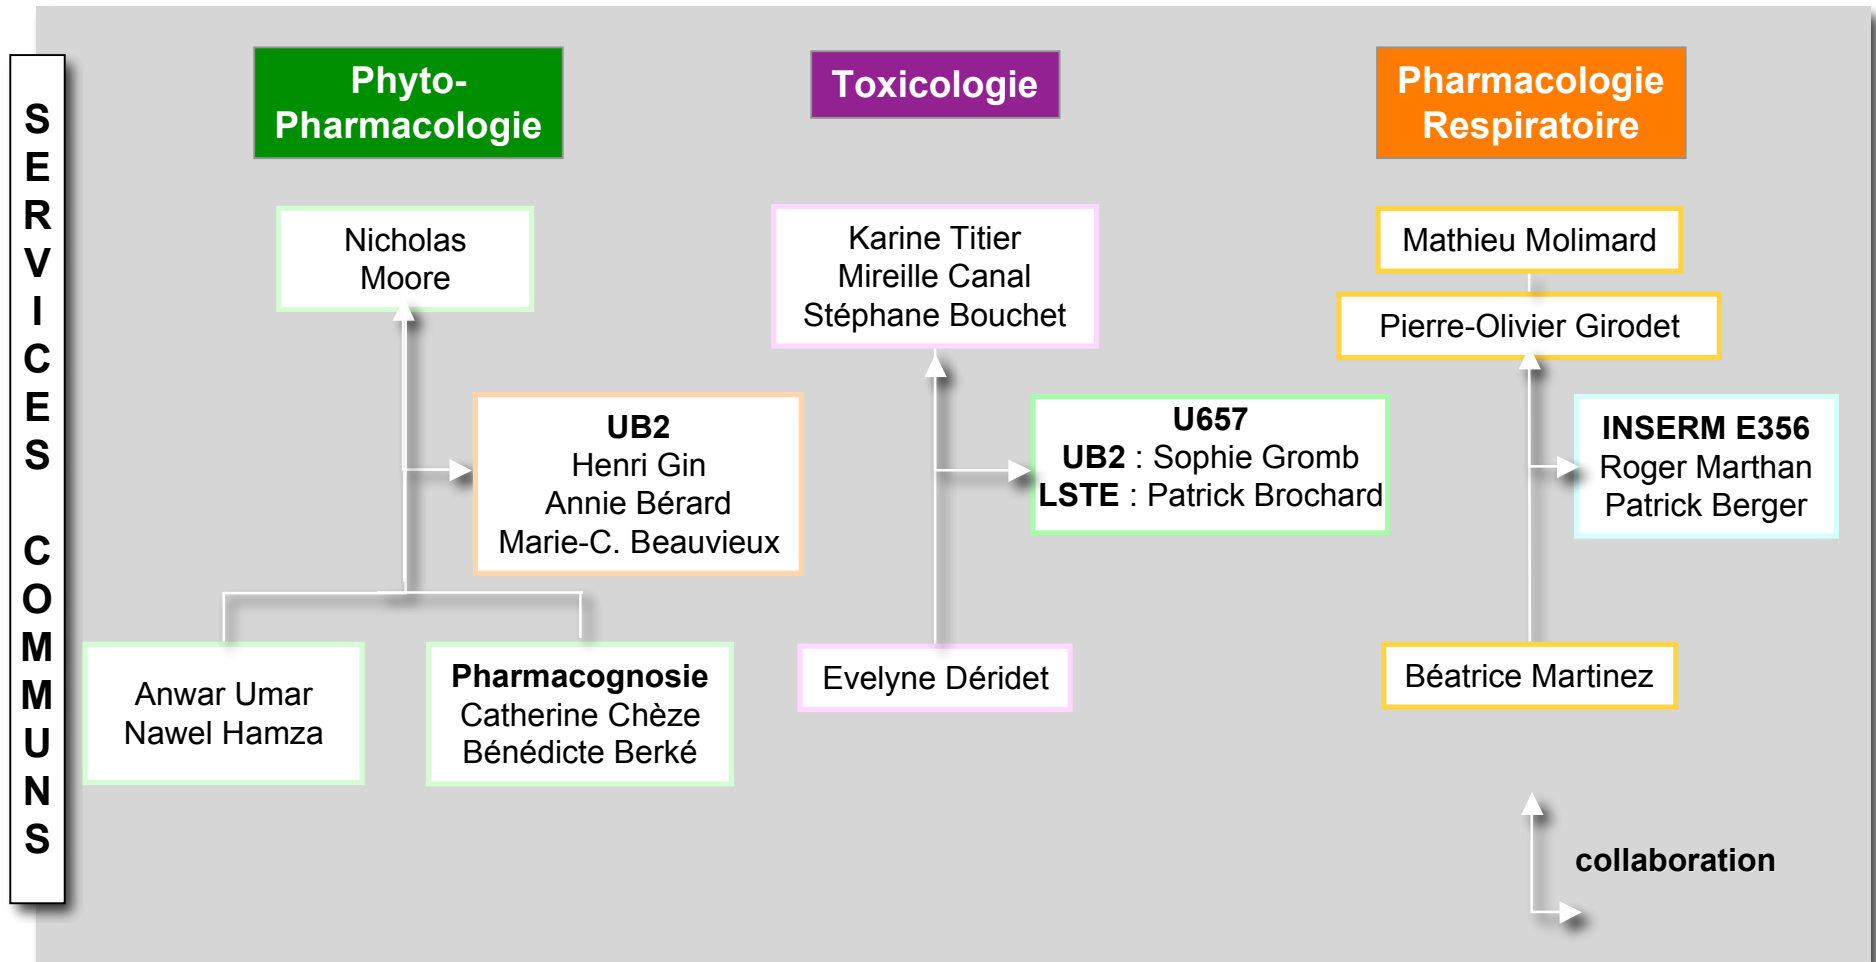 SERVICES COMMUNS
Phyto-
Pharmacologie
Nicholas
Moore
UB2
Henri Gin
Annie Bérard
Marie-C. Beauvieux
Anwar Umar
Nawel Hamza
Pharmacognosie
Catherine Chèze
Bénédicte Berké
Toxicologie
Karine Titier
Mireille Canal
Stéphane Bouchet
U657
UB2 : Sophie Gromb
LSTE : Patrick Brochard
Evelyne Déridet
Pharmacologie
Respiratoire
Mathieu Molimard
Pierre-Olivier Girodet
INSERM E356
Roger Marthan
Patrick Berger
Béatrice Martinez
collaboration